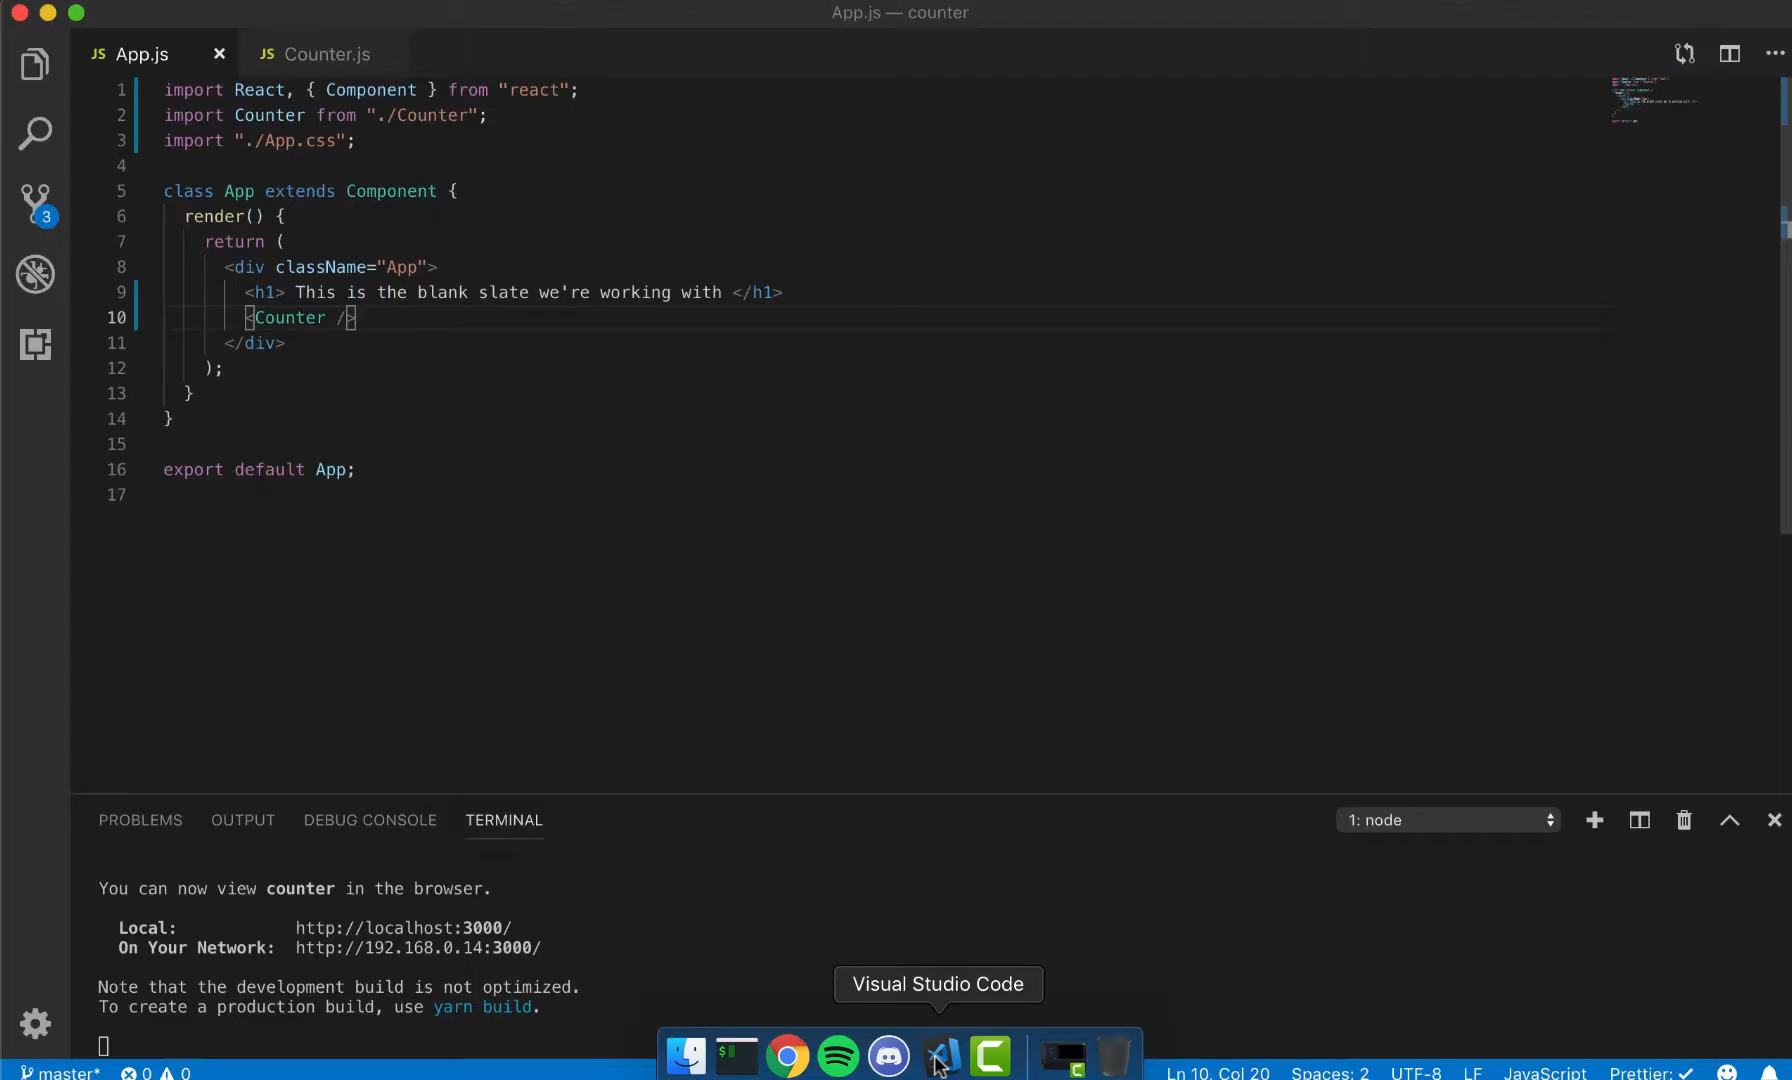 App.js — counter
JS App.js × JS Counter.js
1 import React, { Component } from "react";
2 import Counter from "./Counter";
3 import "./App.css";
4
5 class App extends Component {
6 render() {
7 return (
8 <div className="App">
9 <h1> This is the blank slate we're working with </h1>
10 <Counter />
11 </div>
12 );
13 }
14 }
15
16 export default App;
17
3
PROBLEMS OUTPUT DEBUG CONSOLE TERMINAL 1: node
You can now view counter in the browser.
Local: http://localhost:3000/
On Your Network: http://192.168.0.14:3000/
Note that the development build is not optimized.
To create a production build, use yarn build.
Visual Studio Code
$
master* 0 0 Ln 10, Col 20 Spaces: 2 UTF-8 LF JavaScript Prettier: ✓